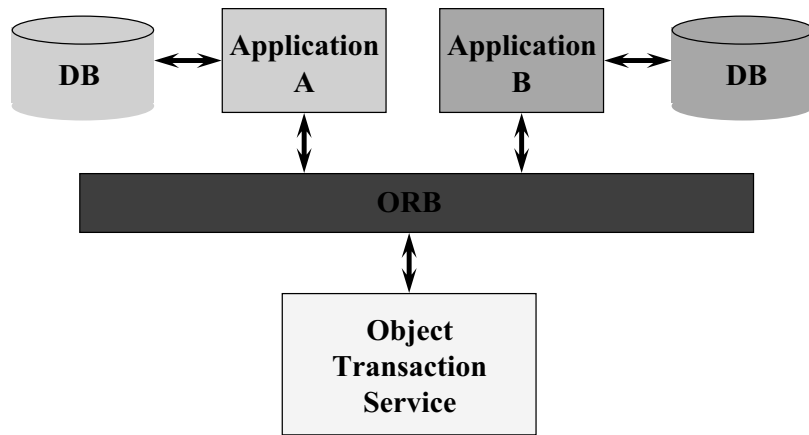 DB
Application
A
Application
B
DB
ORB
Object
Transaction
Service